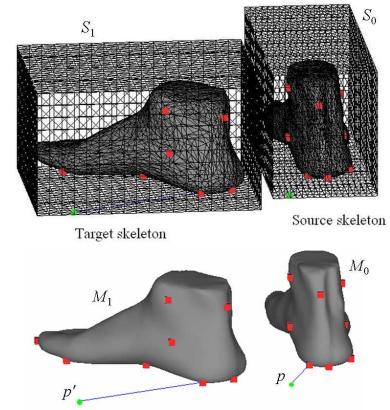 S₁
S₀
Target skeleton
Source skeleton
M₁
M₀
p'
p